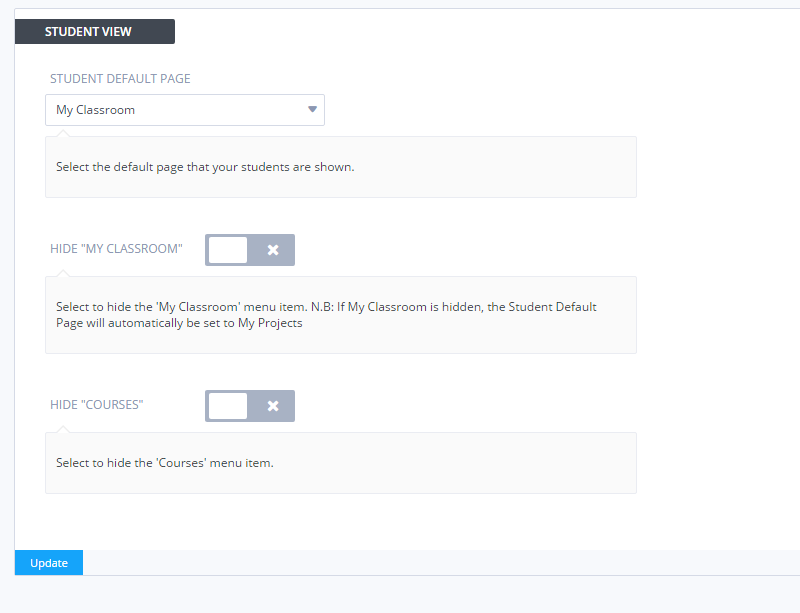 STUDENT VIEW
STUDENT DEFAULT PAGE
My Classroom
Select the default page that your students are shown.
HIDE "MY CLASSROOM"
Select to hide the 'My Classroom' menu item. N.B: If My Classroom is hidden, the Student Default
Page will automatically be set to My Projects
HIDE "COURSES"
Select to hide the 'Courses' menu item.
Update